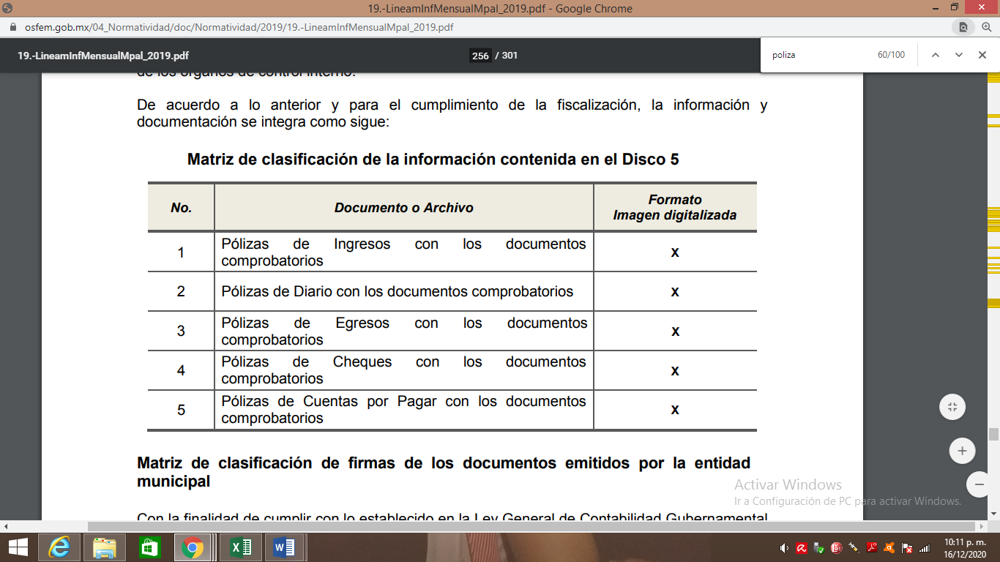 19.-LineamInfMensualMpal_2019.pdf - Google Chrome
osfem.gob.mx/04_Normatividad/doc/Normatividad/2019/19.-LineamInfMensualMpal_2019.pdf
19.-LineamInfMensualMpal_2019.pdf
256 / 301
poliza
60/100
de los órganos de control interno.
De acuerdo a lo anterior y para el cumplimiento de la fiscalización, la información y
documentación se integra como sigue:
Matriz de clasificación de la información contenida en el Disco 5
No.
Documento o Archivo
Formato
Imagen digitalizada
1
Pólizas de Ingresos con los documentos
comprobatorios
X
2
Pólizas de Diario con los documentos comprobatorios
X
3
Pólizas de Egresos con los documentos
comprobatorios
X
4
Pólizas de Cheques con los documentos
comprobatorios
X
5
Pólizas de Cuentas por Pagar con los documentos
comprobatorios
X
Matriz de clasificación de firmas de los documentos emitidos por la entidad
municipal
Con la finalidad de cumplir con lo establecido en la Ley General de Contabilidad Gubernamental
Activar Windows
Ir a Configuración de PC para activar Windows.
10:11 p. m.
16/12/2020